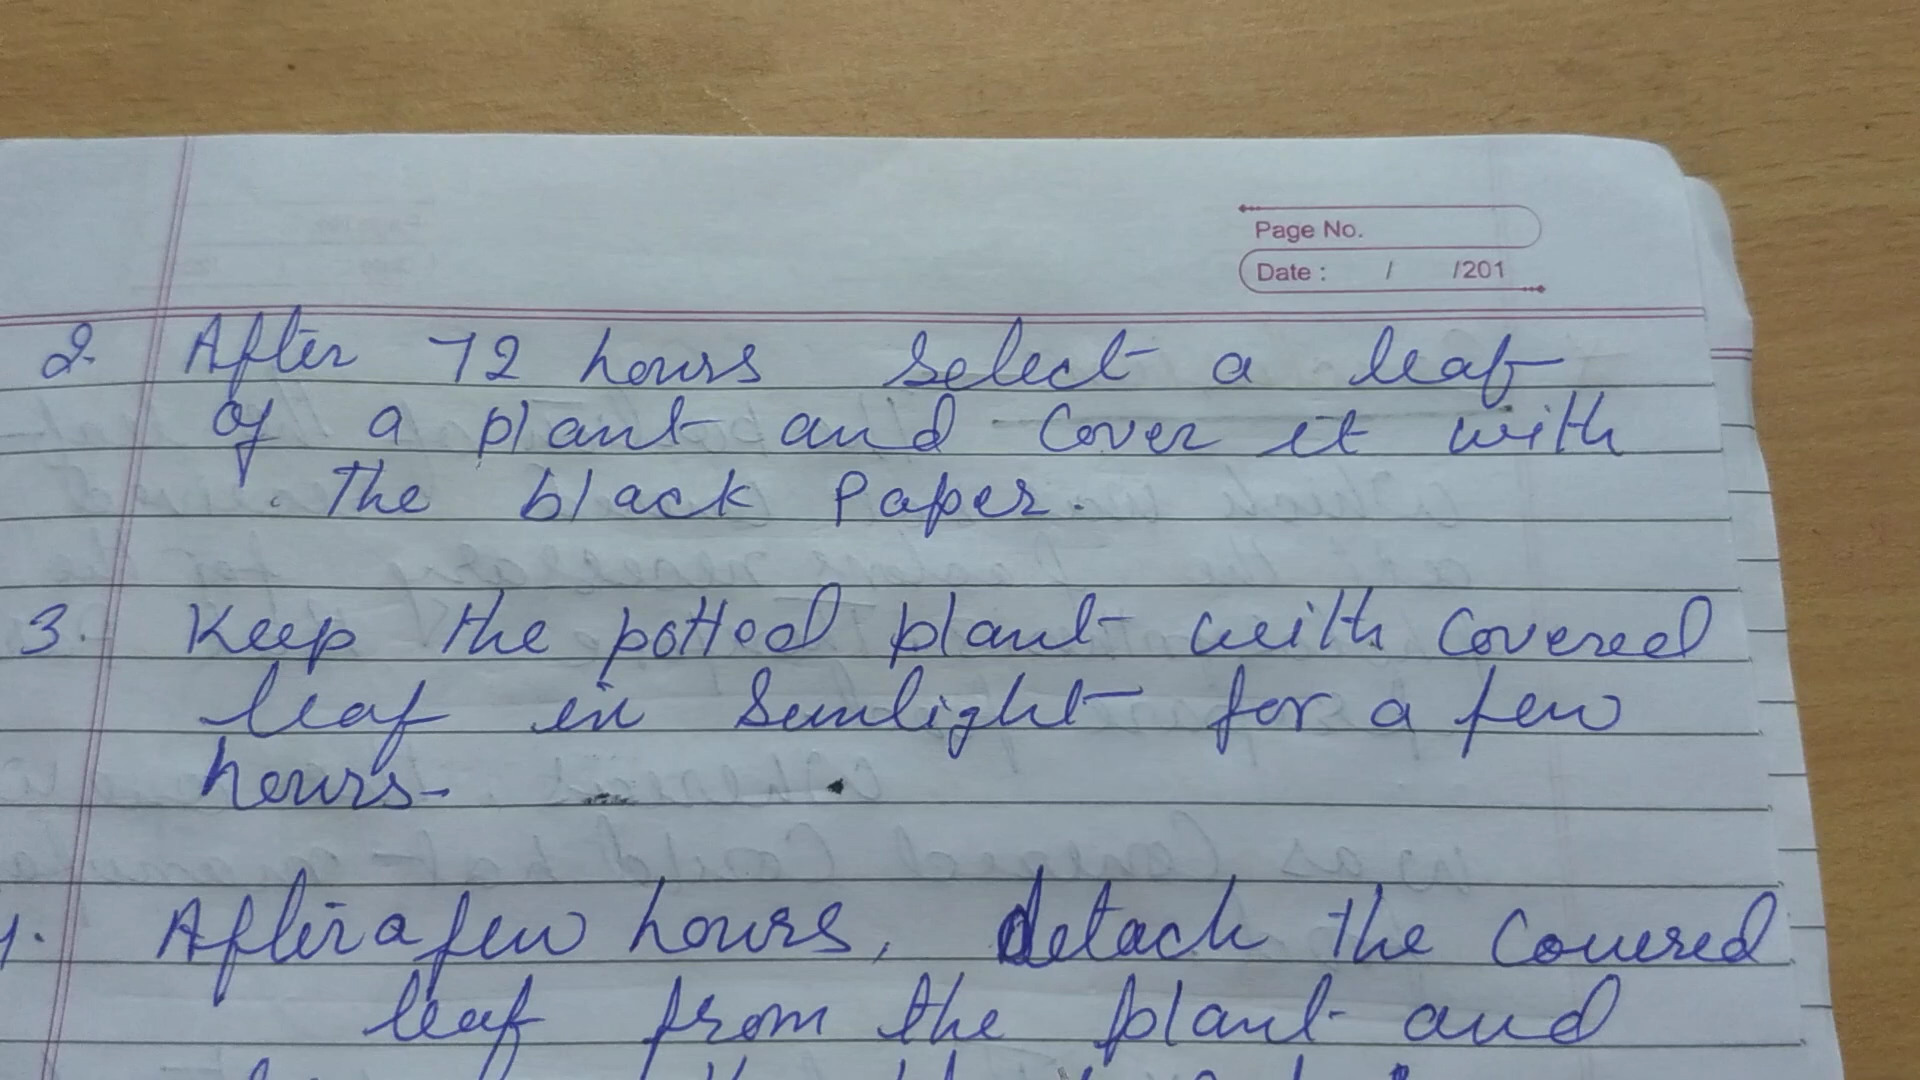 Page No.
Date : / /201
2. After 72 hours select a leaf
of a plant and cover it with
. The black Paper.
3. Keep the potted plant with covered
leaf in Sunlight for a few
hours-
After a few hours, detach the covered
leaf from the plant and